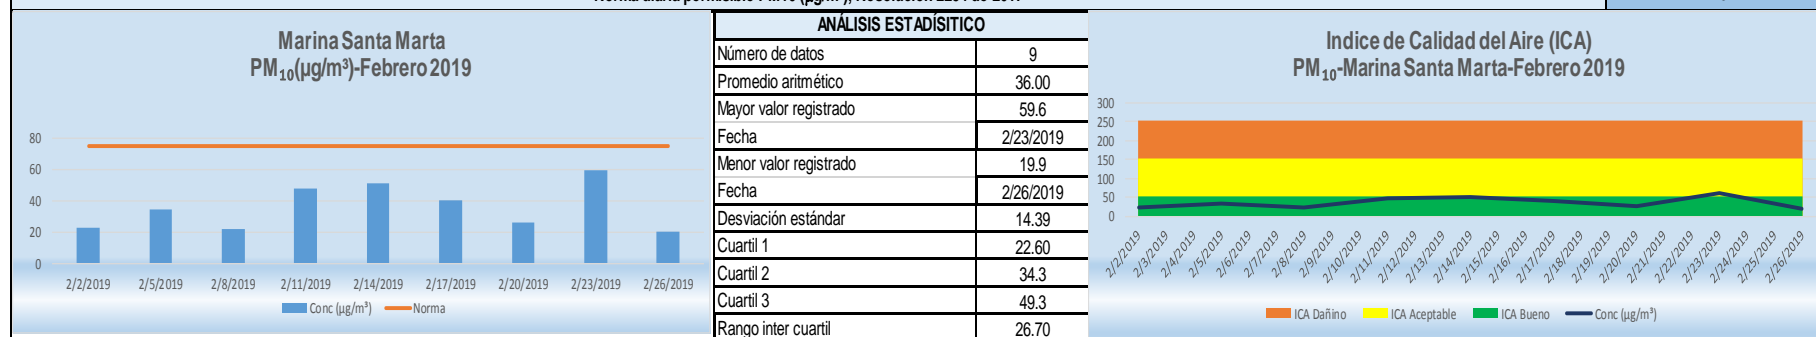 Norma diaria permisible PM10 (µg/m³), Resolución 2254 de 2017
Marina Santa Marta
PM₁₀(µg/m³)-Febrero 2019
80
60
40
20
0
2/2/2019 2/5/2019 2/8/2019 2/11/2019 2/14/2019 2/17/2019 2/20/2019 2/23/2019 2/26/2019
Conc (µg/m³) Norma
ANÁLISIS ESTADÍSITICO
Número de datos 9
Promedio aritmético 36.00
Mayor valor registrado 59.6
Fecha 2/23/2019
Menor valor registrado 19.9
Fecha 2/26/2019
Desviación estándar 14.39
Cuartil 1 22.60
Cuartil 2 34.3
Cuartil 3 49.3
Rango inter cuartil 26.70
Indice de Calidad del Aire (ICA)
PM₁₀-Marina Santa Marta-Febrero 2019
300
250
200
150
100
50
0
2/2/2019 2/3/2019 2/4/2019 2/5/2019 2/6/2019 2/7/2019 2/8/2019 2/9/2019 2/10/2019 2/11/2019 2/12/2019 2/13/2019 2/14/2019 2/15/2019 2/16/2019 2/17/2019 2/18/2019 2/19/2019 2/20/2019 2/21/2019 2/22/2019 2/23/2019 2/24/2019 2/25/2019 2/26/2019
ICA Dañino ICA Aceptable ICA Bueno Conc (µg/m³)